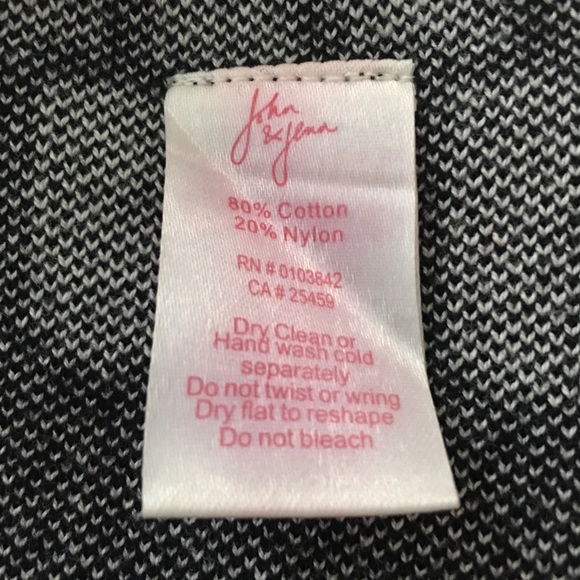 John
& Jenn
80% Cotton
20% Nylon
RN # 0103842
CA # 25459
Dry Clean or
Hand wash cold
separately
Do not twist or wring
Dry flat to reshape
Do not bleach